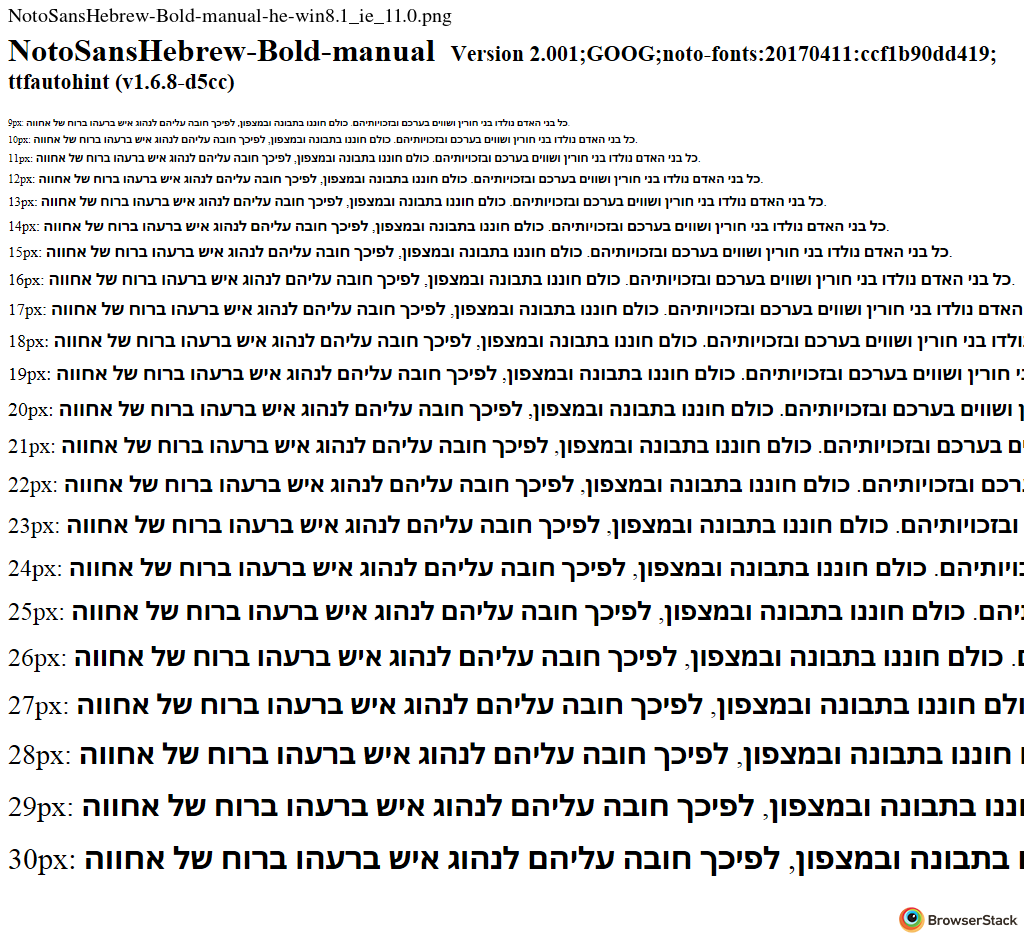 NotoSansHebrew-Bold-manual-he-win8.1_ie_11.0.png
NotoSansHebrew-Bold-manual Version 2.001;GOOG;noto-fonts:20170411:ccf1b90dd419;
ttfautohint (v1.6.8-d5cc)
9px: כל בני האדם נולדו בני חורין ושווים בערכם ובזכויותיהם. כולם חוננו בתבונה ובמצפון, לפיכך חובה עליהם לנהוג איש ברעהו ברוח של אחווה.
10px: כל בני האדם נולדו בני חורין ושווים בערכם ובזכויותיהם. כולם חוננו בתבונה ובמצפון, לפיכך חובה עליהם לנהוג איש ברעהו ברוח של אחווה.
11px: כל בני האדם נולדו בני חורין ושווים בערכם ובזכויותיהם. כולם חוננו בתבונה ובמצפון, לפיכך חובה עליהם לנהוג איש ברעהו ברוח של אחווה.
12px: כל בני האדם נולדו בני חורין ושווים בערכם ובזכויותיהם. כולם חוננו בתבונה ובמצפון, לפיכך חובה עליהם לנהוג איש ברעהו ברוח של אחווה.
13px: כל בני האדם נולדו בני חורין ושווים בערכם ובזכויותיהם. כולם חוננו בתבונה ובמצפון, לפיכך חובה עליהם לנהוג איש ברעהו ברוח של אחווה.
14px: כל בני האדם נולדו בני חורין ושווים בערכם ובזכויותיהם. כולם חוננו בתבונה ובמצפון, לפיכך חובה עליהם לנהוג איש ברעהו ברוח של אחווה.
15px: כל בני האדם נולדו בני חורין ושווים בערכם ובזכויותיהם. כולם חוננו בתבונה ובמצפון, לפיכך חובה עליהם לנהוג איש ברעהו ברוח של אחווה.
16px: כל בני האדם נולדו בני חורין ושווים בערכם ובזכויותיהם. כולם חוננו בתבונה ובמצפון, לפיכך חובה עליהם לנהוג איש ברעהו ברוח של אחווה.
17px: האדם נולדו בני חורין ושווים בערכם ובזכויותיהם. כולם חוננו בתבונה ובמצפון, לפיכך חובה עליהם לנהוג איש ברעהו ברוח של אחווה
18px: ולדו בני חורין ושווים בערכם ובזכויותיהם. כולם חוננו בתבונה ובמצפון, לפיכך חובה עליהם לנהוג איש ברעהו ברוח של אחווה
19px: י חורין ושווים בערכם ובזכויותיהם. כולם חוננו בתבונה ובמצפון, לפיכך חובה עליהם לנהוג איש ברעהו ברוח של אחווה
20px: ושווים בערכם ובזכויותיהם. כולם חוננו בתבונה ובמצפון, לפיכך חובה עליהם לנהוג איש ברעהו ברוח של אחווה
21px: ם בערכם ובזכויותיהם. כולם חוננו בתבונה ובמצפון, לפיכך חובה עליהם לנהוג איש ברעהו ברוח של אחווה
22px: רכם ובזכויותיהם. כולם חוננו בתבונה ובמצפון, לפיכך חובה עליהם לנהוג איש ברעהו ברוח של אחווה
23px: ובזכויותיהם. כולם חוננו בתבונה ובמצפון, לפיכך חובה עליהם לנהוג איש ברעהו ברוח של אחווה
24px: ויותיהם. כולם חוננו בתבונה ובמצפון, לפיכך חובה עליהם לנהוג איש ברעהו ברוח של אחווה
25px: יהם. כולם חוננו בתבונה ובמצפון, לפיכך חובה עליהם לנהוג איש ברעהו ברוח של אחווה
26px: . כולם חוננו בתבונה ובמצפון, לפיכך חובה עליהם לנהוג איש ברעהו ברוח של אחווה
27px: ולם חוננו בתבונה ובמצפון, לפיכך חובה עליהם לנהוג איש ברעהו ברוח של אחווה
28px: חוננו בתבונה ובמצפון, לפיכך חובה עליהם לנהוג איש ברעהו ברוח של אחווה
29px: ננו בתבונה ובמצפון, לפיכך חובה עליהם לנהוג איש ברעהו ברוח של אחווה
30px: בתבונה ובמצפון, לפיכך חובה עליהם לנהוג איש ברעהו ברוח של אחווה
BrowserStack